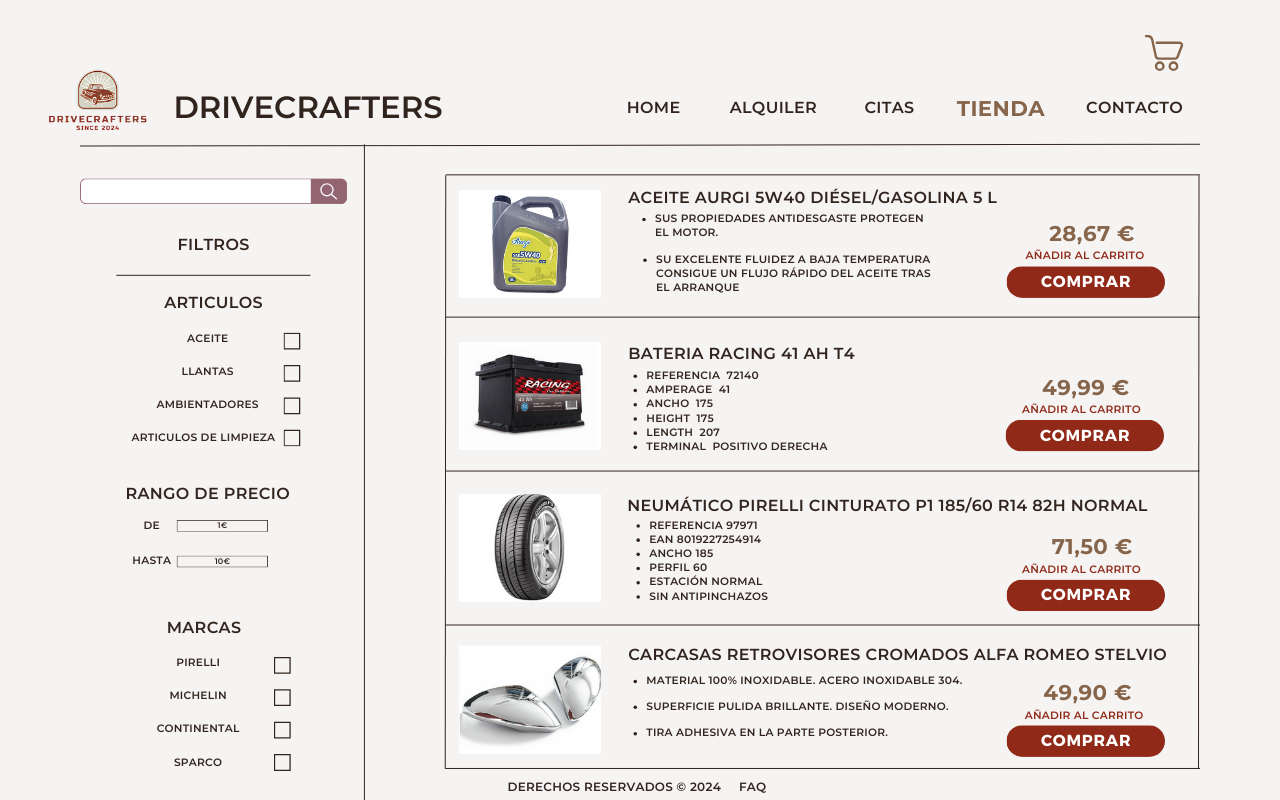 DRIVECRAFTERS
SINCE 2024
DRIVECRAFTERS
HOME
ALQUILER
CITAS
TIENDA
CONTACTO
FILTROS
ARTICULOS
ACEITE
LLANTAS
AMBIENTADORES
ARTICULOS DE LIMPIEZA
RANGO DE PRECIO
DE 1€
HASTA 10€
MARCAS
PIRELLI
MICHELIN
CONTINENTAL
SPARCO
5W40
ACEITE AURGI 5W40 DIÉSEL/GASOLINA 5 L
• SUS PROPIEDADES ANTIDESGASTE PROTEGEN
EL MOTOR.
• SU EXCELENTE FLUIDEZ A BAJA TEMPERATURA
CONSIGUE UN FLUJO RÁPIDO DEL ACEITE TRAS
EL ARRANQUE
28,67 €
AÑADIR AL CARRITO
COMPRAR
RACING
41 Ah
BATERIA RACING 41 AH T4
• REFERENCIA 72140
• AMPERAGE 41
• ANCHO 175
• HEIGHT 175
• LENGTH 207
• TERMINAL POSITIVO DERECHA
49,99 €
AÑADIR AL CARRITO
COMPRAR
NEUMÁTICO PIRELLI CINTURATO P1 185/60 R14 82H NORMAL
• REFERENCIA 97971
• EAN 8019227254914
• ANCHO 185
• PERFIL 60
• ESTACIÓN NORMAL
• SIN ANTIPINCHAZOS
71,50 €
AÑADIR AL CARRITO
COMPRAR
CARCASAS RETROVISORES CROMADOS ALFA ROMEO STELVIO
• MATERIAL 100% INOXIDABLE. ACERO INOXIDABLE 304.
• SUPERFICIE PULIDA BRILLANTE. DISEÑO MODERNO.
• TIRA ADHESIVA EN LA PARTE POSTERIOR.
49,90 €
AÑADIR AL CARRITO
COMPRAR
DERECHOS RESERVADOS © 2024 FAQ